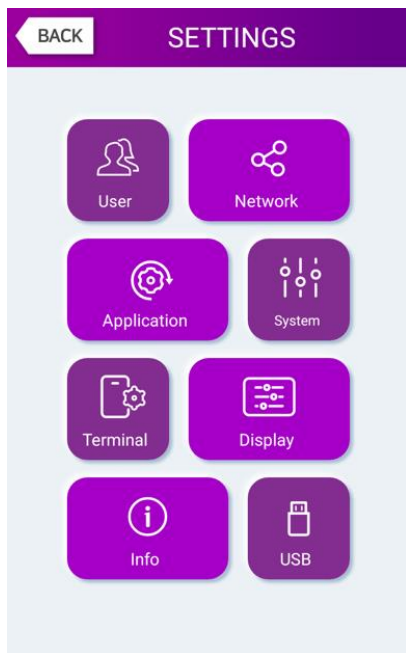 BACK SETTINGS
User Network
Application System
Terminal Display
Info USB